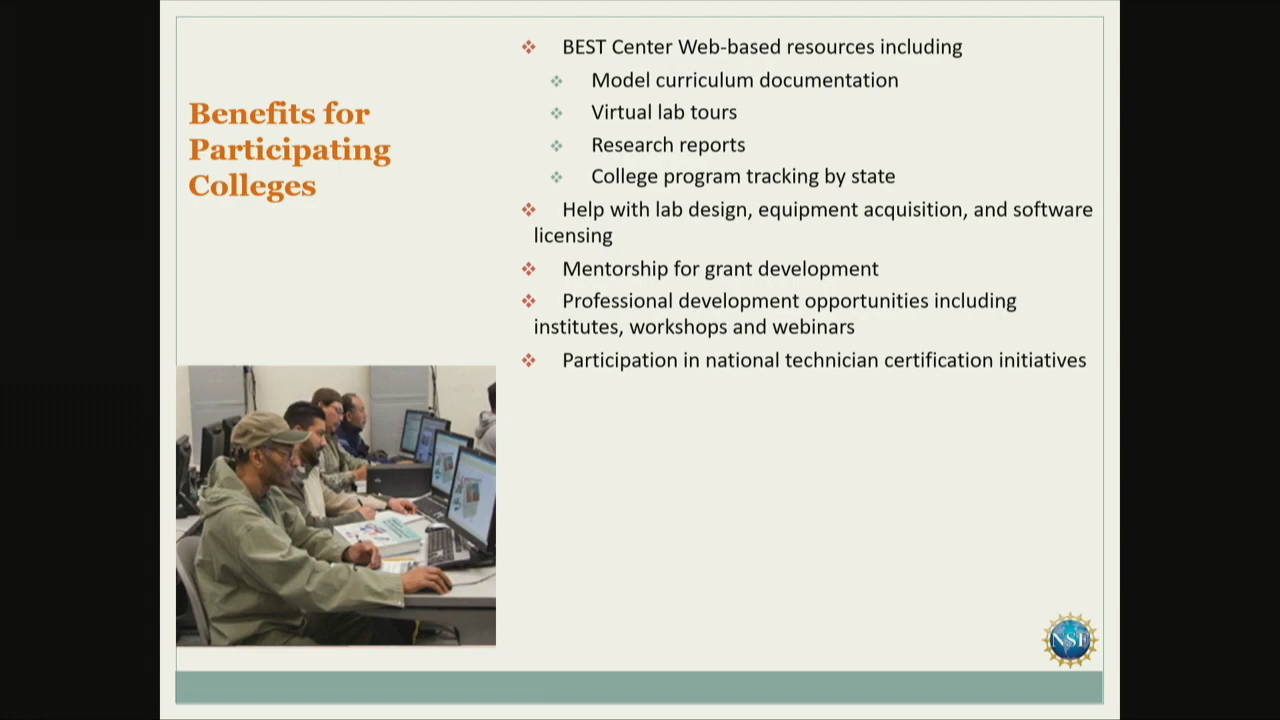 Benefits for
Participating
Colleges
BEST Center Web-based resources including
Model curriculum documentation
Virtual lab tours
Research reports
College program tracking by state
Help with lab design, equipment acquisition, and software
licensing
Mentorship for grant development
Professional development opportunities including
institutes, workshops and webinars
Participation in national technician certification initiatives
NSF